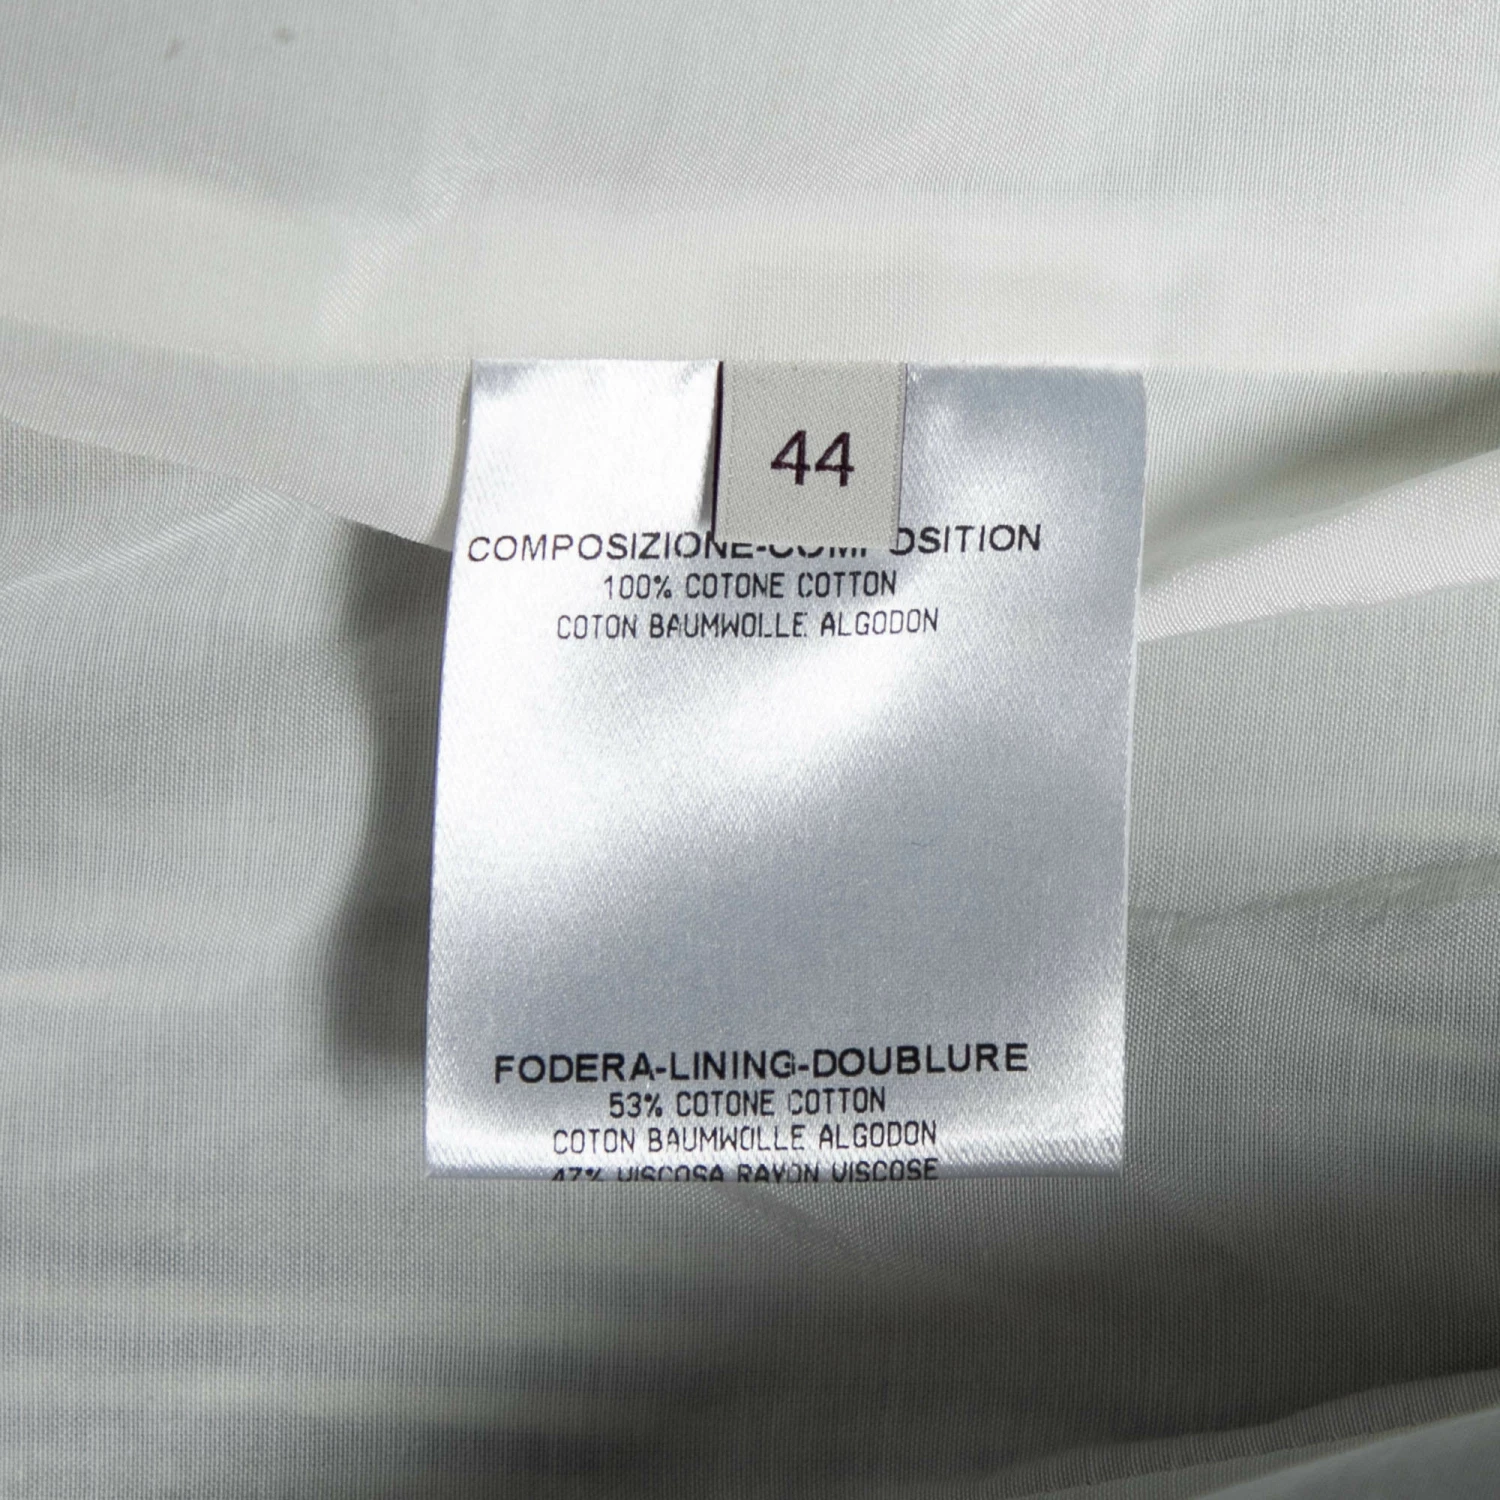 44
COMPOSIZIONE-COMPOSITION
100% COTONE COTTON
COTON BAUMWOLLE ALGODON
FODERA-LINING-DOUBLURE
53% COTONE COTTON
COTON BAUMWOLLE ALGODON
47% VISCOSA RAYON VISCOSE